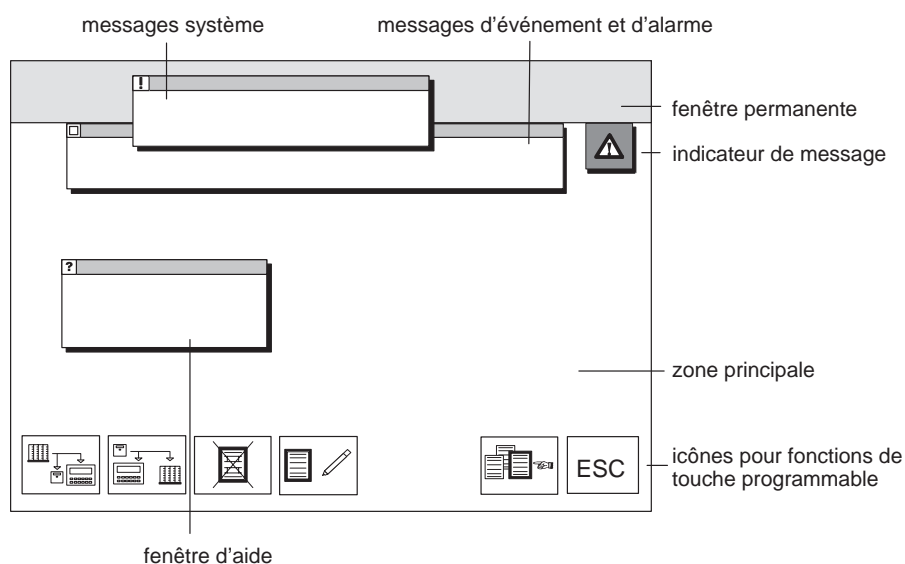 messages système
messages d'événement et d'alarme
!
fenêtre permanente
indicateur de message
?
zone principale
ESC
icônes pour fonctions de
touche programmable
fenêtre d'aide